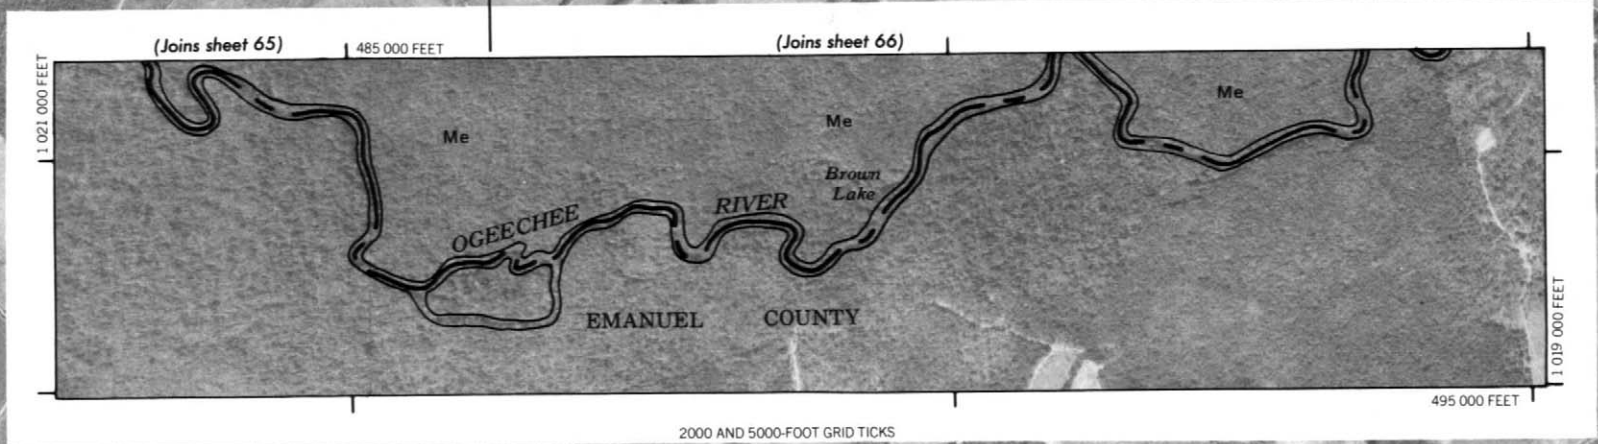 (Joins sheet 65)
485 000 FEET
(Joins sheet 66)
1 021 000 FEET
Me
Me
Me
Brown
Lake
OGEECHEE RIVER
EMANUEL COUNTY
1 019 000 FEET
495 000 FEET
2000 AND 5000-FOOT GRID TICKS